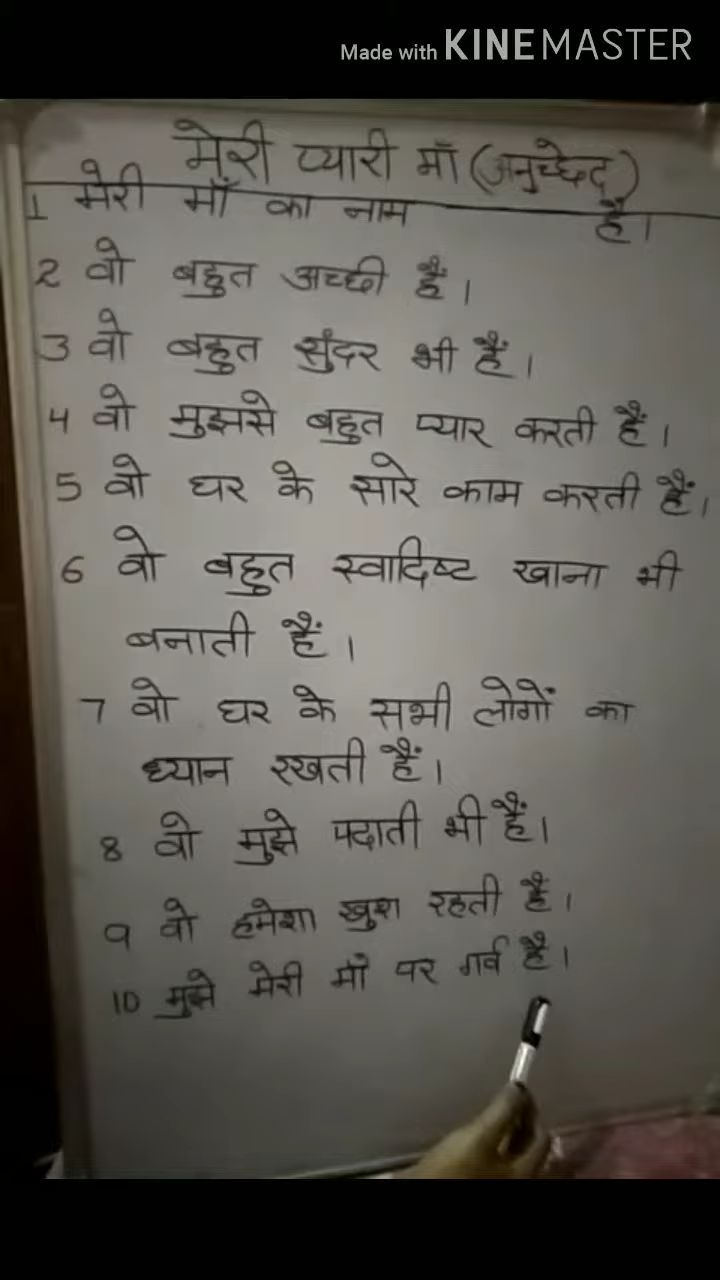 Made with KINEMASTER
मेरी प्यारी माँ (अनुच्छेद)
1 मेरी माँ का नाम ________ है।
2 वो बहुत अच्छी हैं।
3 वो बहुत सुंदर भी हैं।
4 वो मुझसे बहुत प्यार करती हैं।
5 वो घर के सारे काम करती हैं।
6 वो बहुत स्वादिष्ट खाना भी
बनाती हैं।
7 वो घर के सभी लोगों का
ध्यान रखती हैं।
8 वो मुझे पढाती भी हैं।
9 वो हमेशा खुश रहती हैं।
10 मुझे मेरी माँ पर गर्व है।